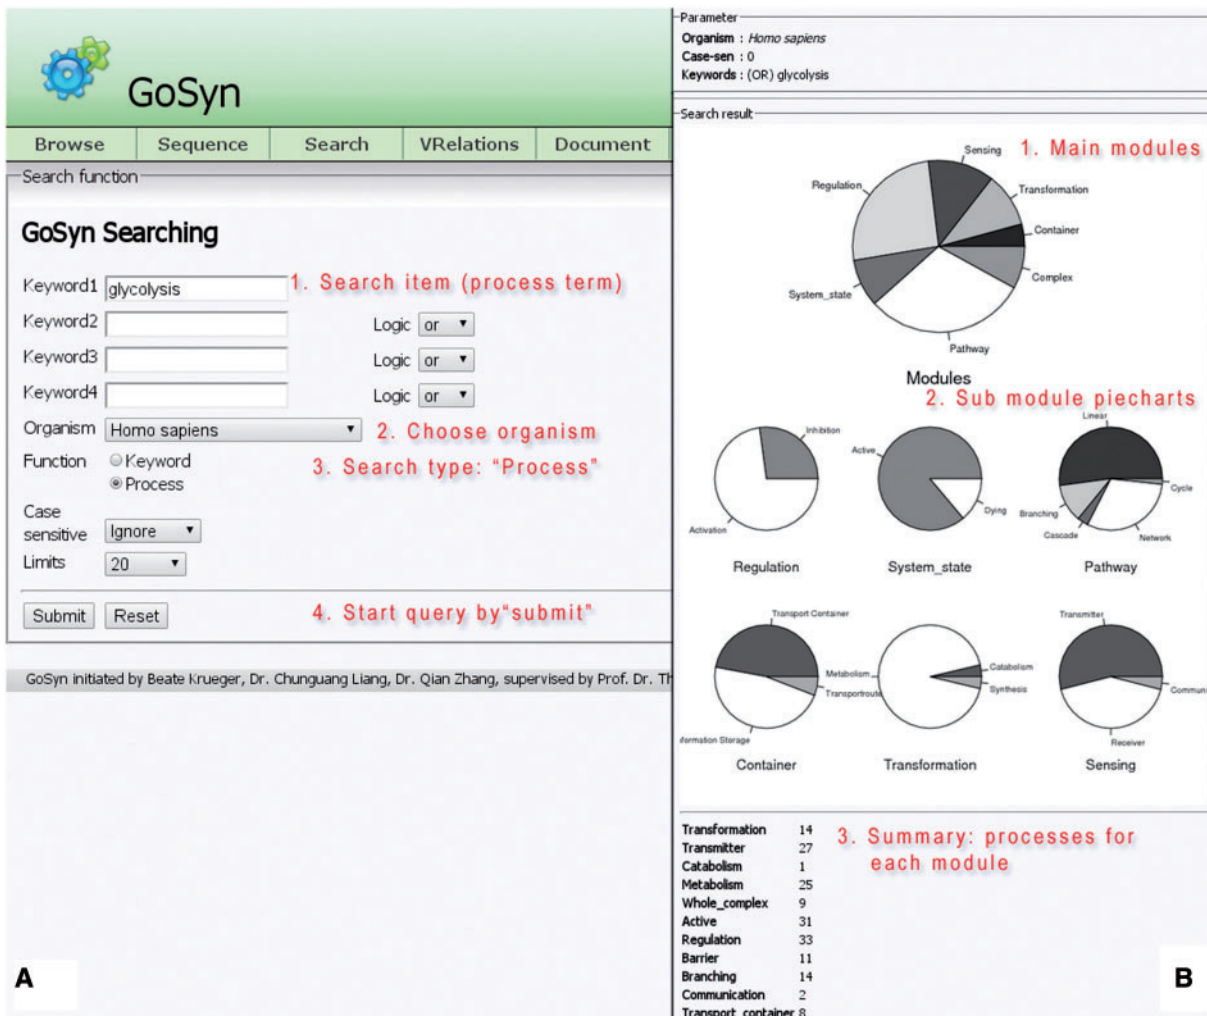 GoSyn
Browse
Sequence
Search
VRelations
Document
Search function
GoSyn Searching
Keyword1 glycolysis
1. Search item (process term)
Keyword2
Logic or
Keyword3
Logic or
Keyword4
Logic or
Organism Homo sapiens
2. Choose organism
Function Keyword
Process
3. Search type: “Process”
Case
sensitive Ignore
Limits 20
Submit Reset
4. Start query by“submit”
GoSyn initiated by Beate Krueger, Dr. Chunguang Liang, Dr. Qian Zhang, supervised by Prof. Dr. Th
A
Parameter
Organism : Homo sapiens
Case-sen : 0
Keywords : (OR) glycolysis
Search result
1. Main modules
Sensing
Regulation
Transformation
Container
Complex
System_state
Pathway
Modules
2. Sub module piecharts
Inhibition
Activation
Regulation
Active
Dying
System_state
Linear
Cycle
Branching
Cascade
Network
Pathway
Transport Container
Transportroute
formation Storage
Container
Metabolism
Catabolism
Synthesis
Transformation
Transmitter
Communi
Receiver
Sensing
3. Summary: processes for
each module
Transformation 14
Transmitter 27
Catabolism 1
Metabolism 25
Whole_complex 9
Active 31
Regulation 33
Barrier 11
Branching 14
Communication 2
Transport_container 8
B